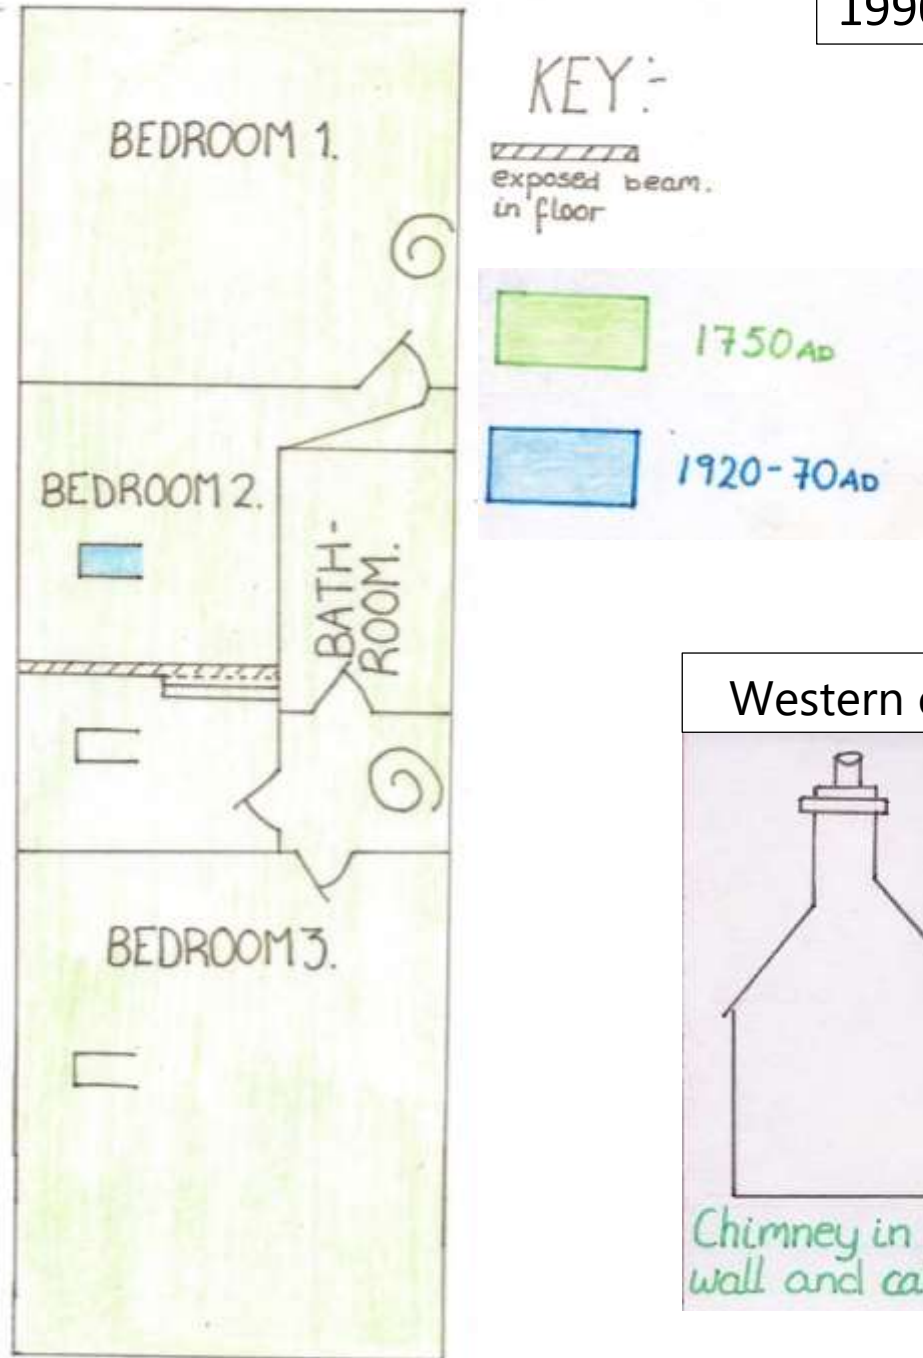 1990
KEY:-
exposed beam.
in floor
1750AD
1920-70AD
BEDROOM 1.
BEDROOM 2.
BATH-
ROOM.
BEDROOM 3.
Western
Chimney in
wall and